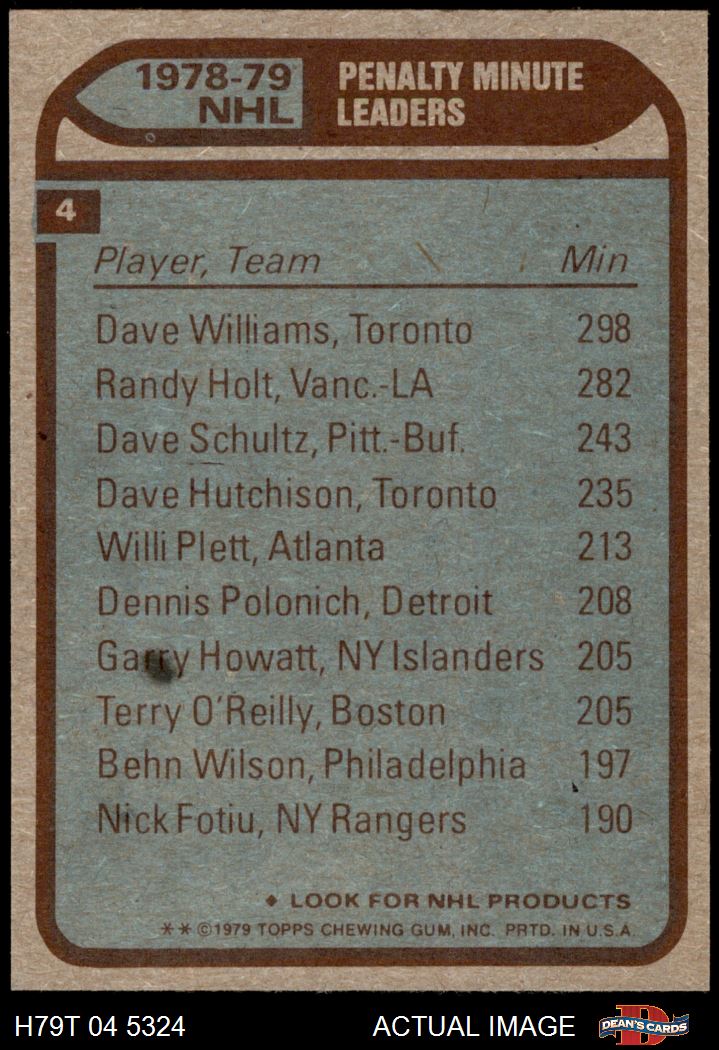 1978-79 NHL
PENALTY MINUTE LEADERS
4
Player, Team Min
Dave Williams, Toronto 298
Randy Holt, Vanc.-LA 282
Dave Schultz, Pitt.-Buf. 243
Dave Hutchison, Toronto 235
Willi Plett, Atlanta 213
Dennis Polonich, Detroit 208
Garry Howatt, NY Islanders 205
Terry O'Reilly, Boston 205
Behn Wilson, Philadelphia 197
Nick Fotiu, NY Rangers 190
◆ LOOK FOR NHL PRODUCTS
** ©1979 TOPPS CHEWING GUM, INC. PRTD. IN U.S.A.
H79T 04 5324 ACTUAL IMAGE D DEAN'S CARDS